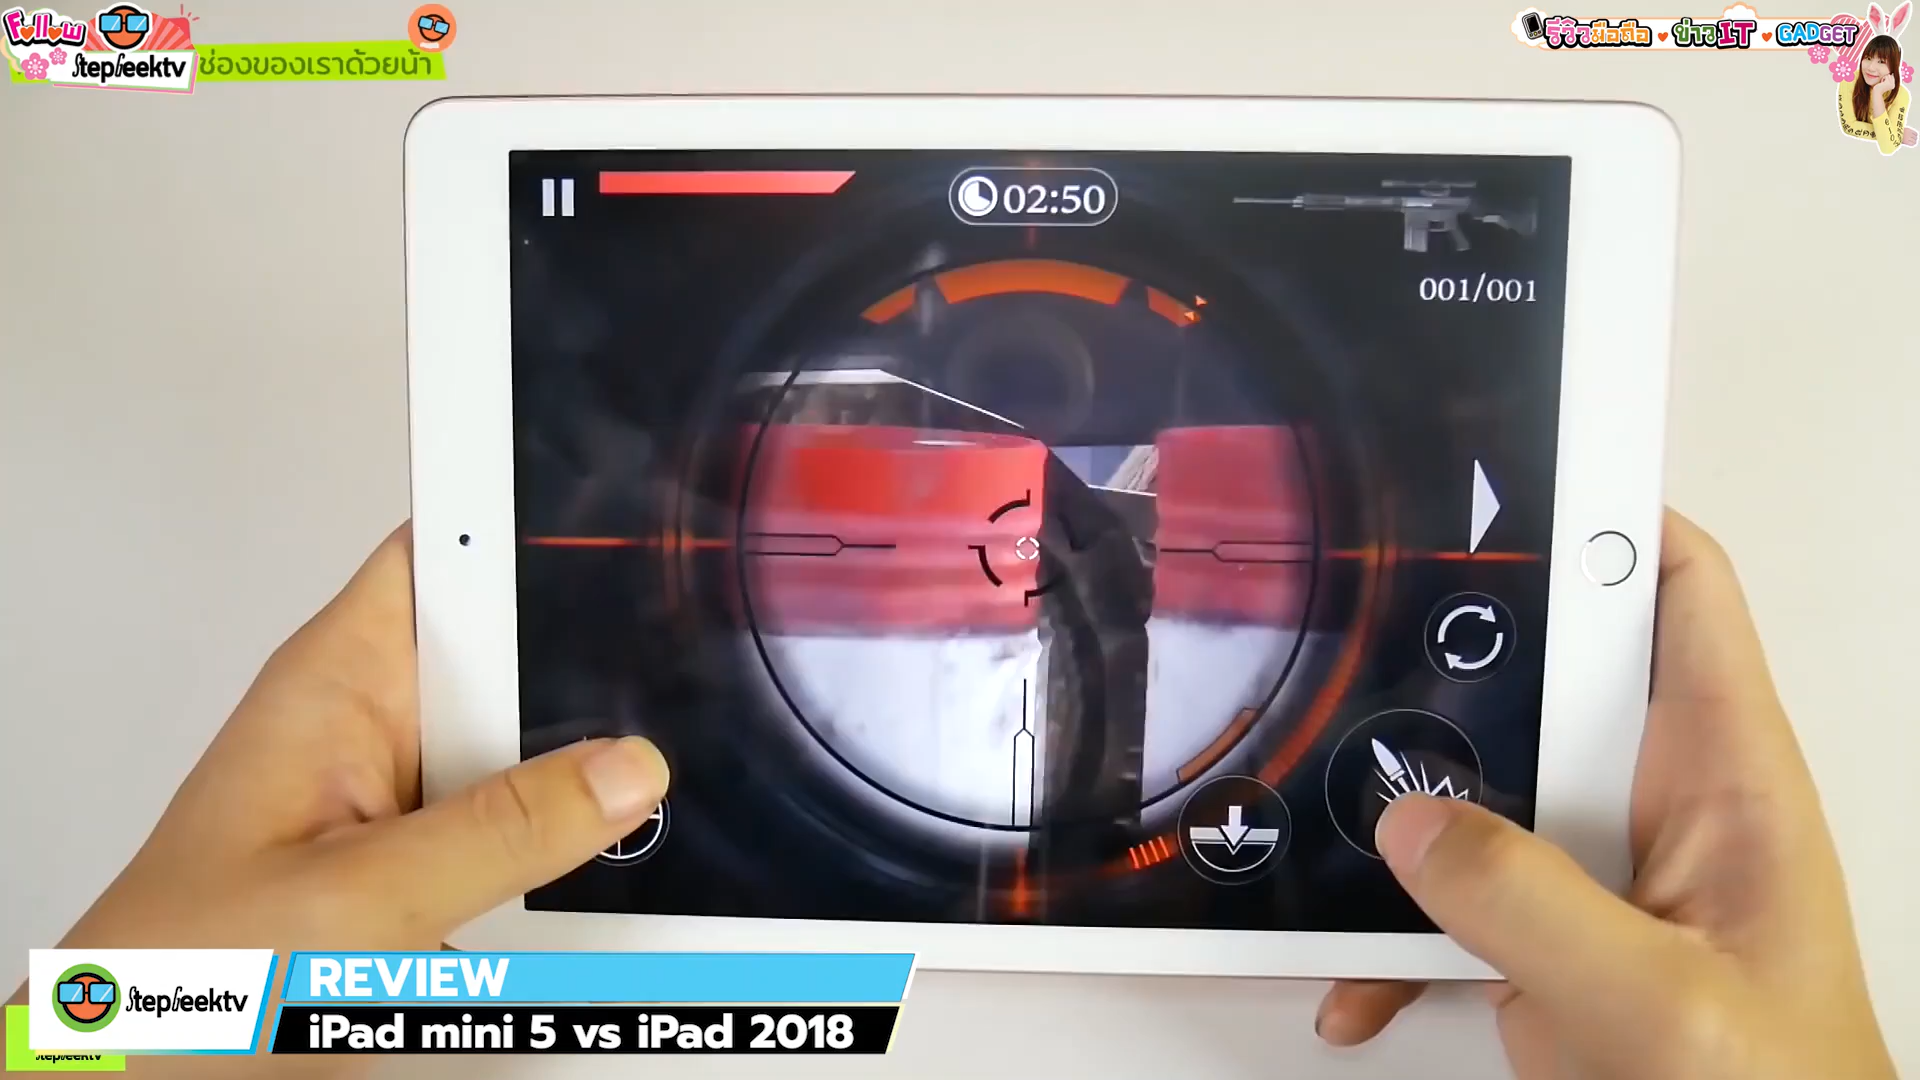 Follow
StepGeektv
ช่องของเราด้วยน้า
รีวิวมือถือ ข่าวIT GADGET
02:50
001/001
StepGeektv
REVIEW
iPad mini 5 vs iPad 2018
StepGeektv